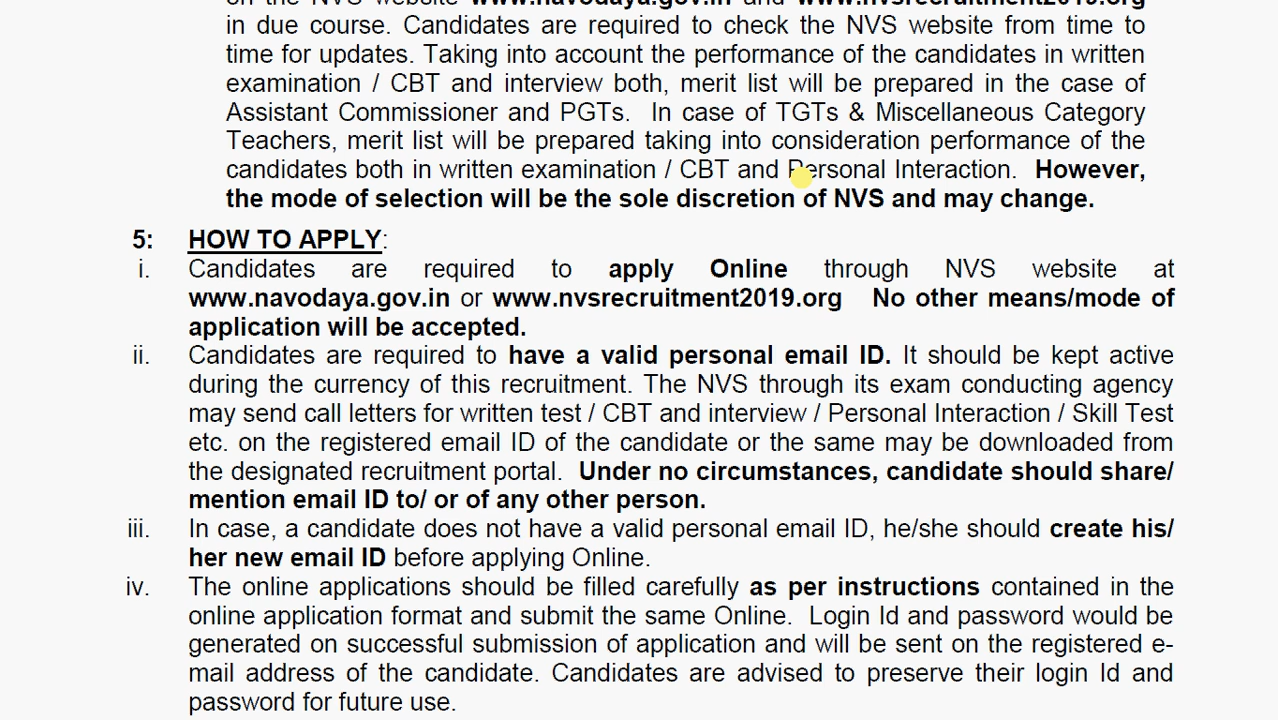 on the NVS website www.navodaya.gov.in and www.nvsrecruitment2019.org
in due course. Candidates are required to check the NVS website from time to
time for updates. Taking into account the performance of the candidates in written
examination / CBT and interview both, merit list will be prepared in the case of
Assistant Commissioner and PGTs. In case of TGTs & Miscellaneous Category
Teachers, merit list will be prepared taking into consideration performance of the
candidates both in written examination / CBT and Personal Interaction. However,
the mode of selection will be the sole discretion of NVS and may change.
5: HOW TO APPLY:
i. Candidates are required to apply Online through NVS website at
www.navodaya.gov.in or www.nvsrecruitment2019.org No other means/mode of
application will be accepted.
ii. Candidates are required to have a valid personal email ID. It should be kept active
during the currency of this recruitment. The NVS through its exam conducting agency
may send call letters for written test / CBT and interview / Personal Interaction / Skill Test
etc. on the registered email ID of the candidate or the same may be downloaded from
the designated recruitment portal. Under no circumstances, candidate should share/
mention email ID to/ or of any other person.
iii. In case, a candidate does not have a valid personal email ID, he/she should create his/
her new email ID before applying Online.
iv. The online applications should be filled carefully as per instructions contained in the
online application format and submit the same Online. Login Id and password would be
generated on successful submission of application and will be sent on the registered e-
mail address of the candidate. Candidates are advised to preserve their login Id and
password for future use.